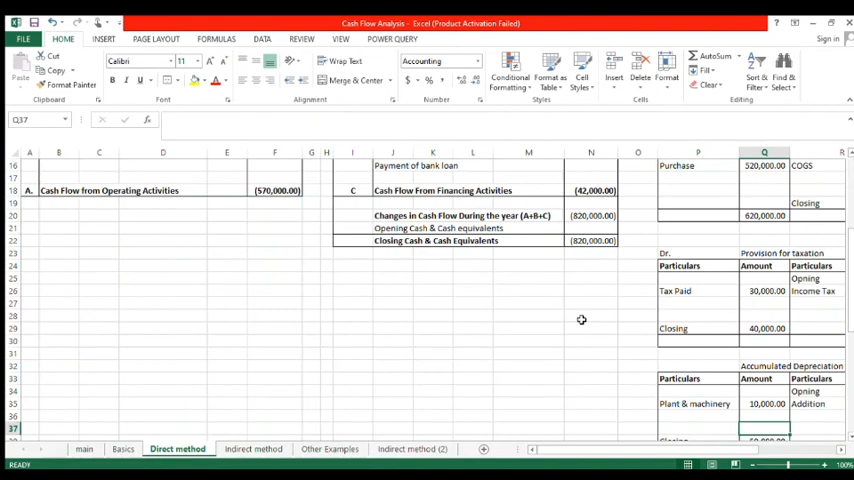 Cash Flow Analysis - Excel (Product Activation Failed)
FILE HOME INSERT PAGE LAYOUT FORMULAS DATA REVIEW VIEW POWER QUERY Sign in
Cut
Copy
Format Painter
Paste
Clipboard
Calibri 11
B I U
Font
Wrap Text
Merge & Center
Alignment
Accounting
$ % ,
Number
Conditional Formatting
Format as Table
Cell Styles
Styles
Insert Delete Format
Cells
AutoSum
Fill
Clear
Sort & Filter
Find & Select
Editing
Q37
fx
A B C D E F G H I J K L M N O P Q R
16 Payment of bank loan Purchase 520,000.00 COGS
17
18 A. Cash Flow from Operating Activities (570,000.00) C Cash Flow From Financing Activities (42,000.00)
19 Closing
20 Changes in Cash Flow During the year (A+B+C) (820,000.00) 620,000.00
21 Opening Cash & Cash equivalents
22 Closing Cash & Cash Equivalents (820,000.00)
23 Dr. Provision for taxation
24 Particulars Amount Particulars
25 Opning
26 Tax Paid 30,000.00 Income Tax
27
28
29 Closing 40,000.00
30
31
32 Accumulated Depreciation
33 Particulars Amount Particulars
34 Opning
35 Plant & machinery 10,000.00 Addition
36
37
main Basics Direct method Indirect method Other Examples Indirect method (2)
READY 100%